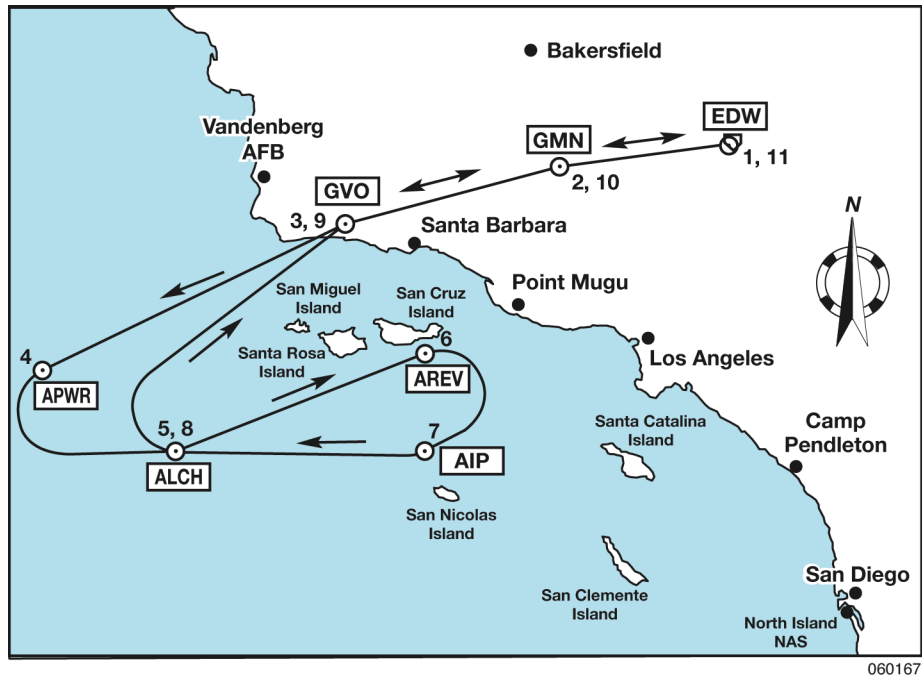 Bakersfield
EDW
1, 11
GMN
2, 10
Vandenberg
AFB
GVO
3, 9
Santa Barbara
N
San Miguel
Island
San Cruz
Island
Point Mugu
Santa Rosa
Island
6
AREV
Los Angeles
4
APWR
5, 8
ALCH
7
AIP
Santa Catalina
Island
Camp
Pendleton
San Nicolas
Island
San Clemente
Island
San Diego
North Island
NAS
060167